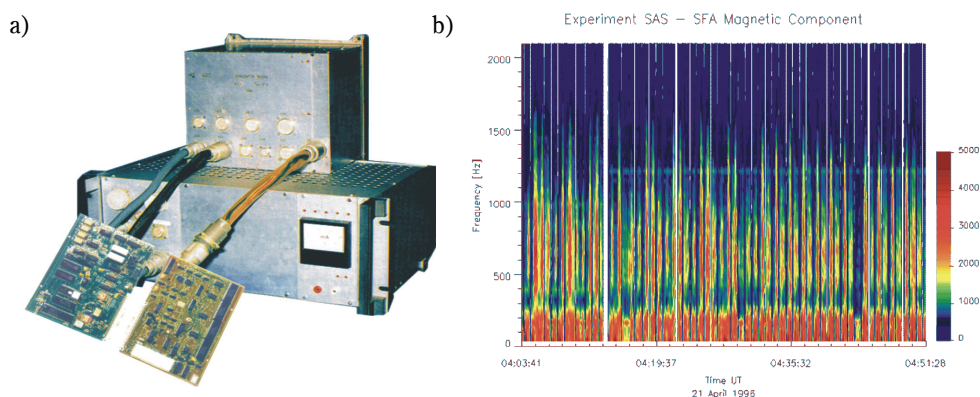 a)
b)
Experiment SAS – SFA Magnetic Component
Frequency [Hz]
2000
1500
1000
500
0
5000
4000
3000
2000
1000
0
04:03:41
04:19:37
04:35:32
04:51:28
Time UT
21 April 1996